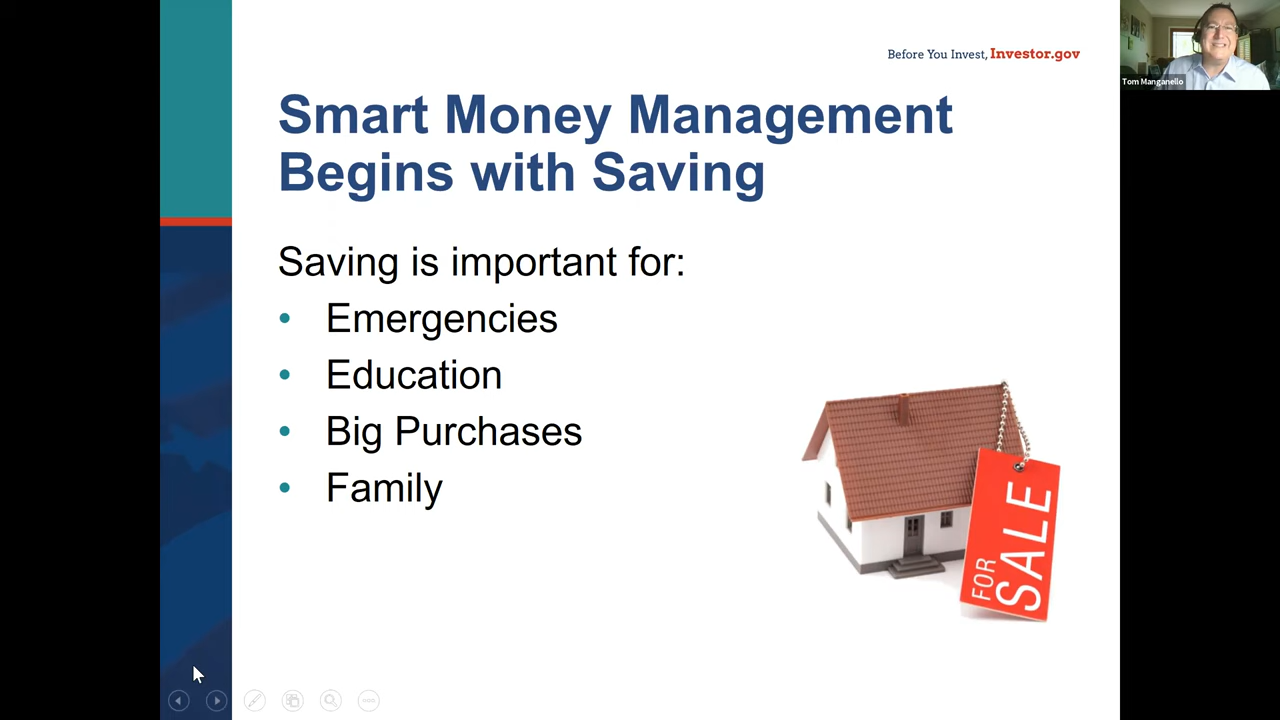 Before You Invest, Investor.gov
Tom Manganello
Smart Money Management
Begins with Saving
Saving is important for:
• Emergencies
• Education
• Big Purchases
• Family
FOR
SALE